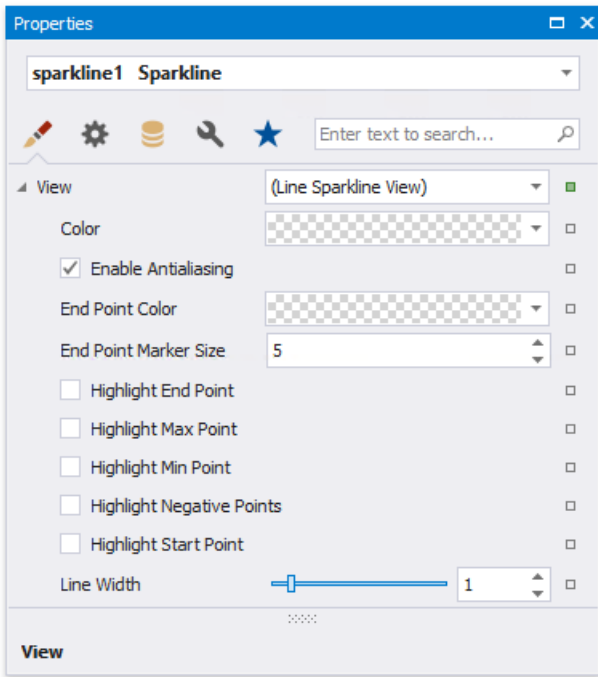 Properties
sparkline1 Sparkline
Enter text to search...
View (Line Sparkline View)
Color
Enable Antialiasing
End Point Color
End Point Marker Size 5
Highlight End Point
Highlight Max Point
Highlight Min Point
Highlight Negative Points
Highlight Start Point
Line Width 1
View